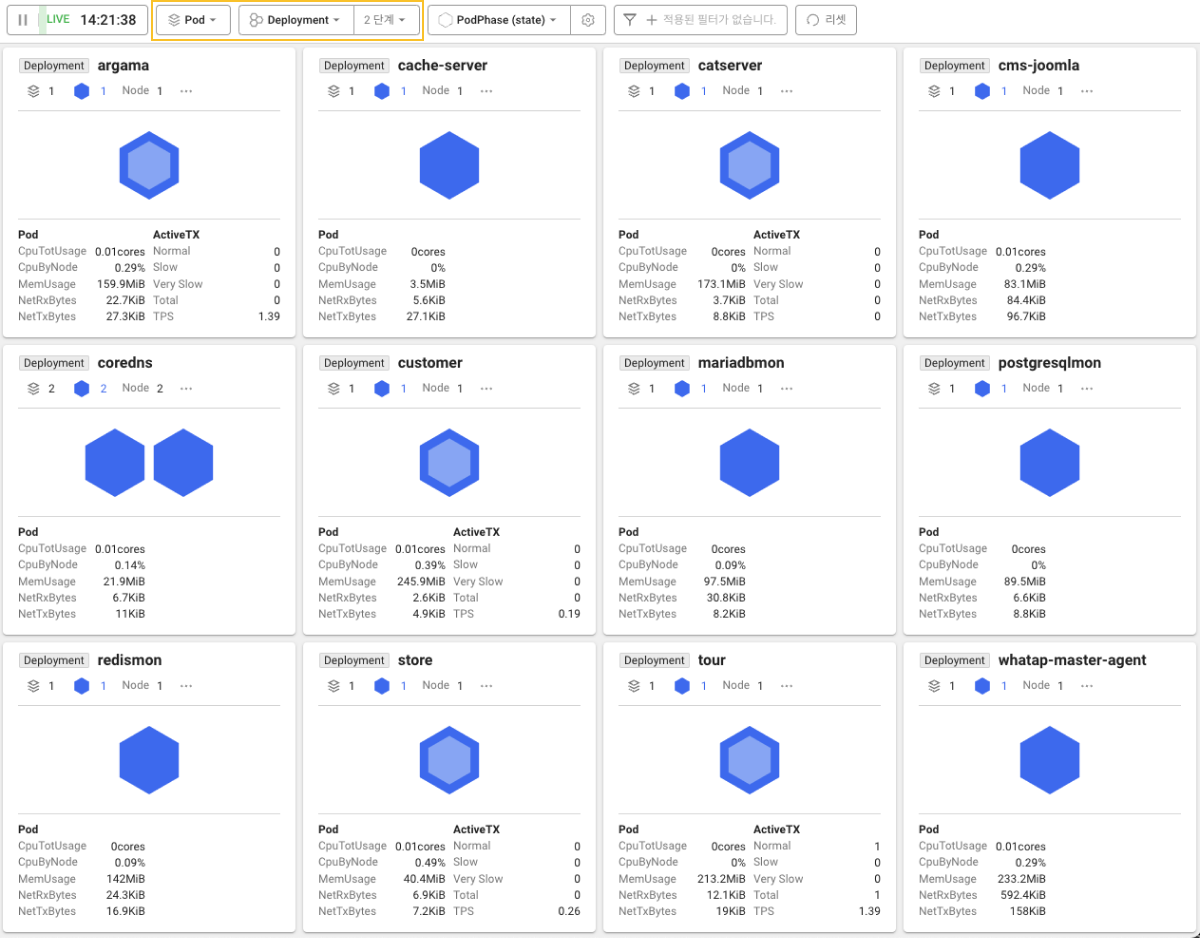 LIVE 14:21:38 Pod Deployment 2 단계 PodPhase (state) 적용된 필터가 없습니다. 리셋
Deployment argama
1 1 Node 1 ...
Pod ActiveTX
CpuTotUsage 0.01cores Normal 0
CpuByNode 0.29% Slow 0
MemUsage 159.9MiB Very Slow 0
NetRxBytes 22.7KiB Total 0
NetTxBytes 27.3KiB TPS 1.39
Deployment cache-server
1 1 Node 1 ...
Pod
CpuTotUsage 0cores
CpuByNode 0%
MemUsage 3.5MiB
NetRxBytes 5.6KiB
NetTxBytes 27.1KiB
Deployment catserver
1 1 Node 1 ...
Pod ActiveTX
CpuTotUsage 0cores Normal 0
CpuByNode 0% Slow 0
MemUsage 173.1MiB Very Slow 0
NetRxBytes 3.7KiB Total 0
NetTxBytes 8.8KiB TPS 0
Deployment cms-joomla
1 1 Node 1 ...
Pod
CpuTotUsage 0.01cores
CpuByNode 0.29%
MemUsage 83.1MiB
NetRxBytes 84.4KiB
NetTxBytes 96.7KiB
Deployment coredns
2 2 Node 2 ...
Pod
CpuTotUsage 0.01cores
CpuByNode 0.14%
MemUsage 21.9MiB
NetRxBytes 6.7KiB
NetTxBytes 11KiB
Deployment customer
1 1 Node 1 ...
Pod ActiveTX
CpuTotUsage 0.01cores Normal 0
CpuByNode 0.39% Slow 0
MemUsage 245.9MiB Very Slow 0
NetRxBytes 2.6KiB Total 0
NetTxBytes 4.9KiB TPS 0.19
Deployment mariadbmon
1 1 Node 1 ...
Pod
CpuTotUsage 0cores
CpuByNode 0.09%
MemUsage 97.5MiB
NetRxBytes 30.8KiB
NetTxBytes 8.2KiB
Deployment postgresqlmon
1 1 Node 1 ...
Pod
CpuTotUsage 0cores
CpuByNode 0%
MemUsage 89.5MiB
NetRxBytes 6.6KiB
NetTxBytes 8.8KiB
Deployment redismon
1 1 Node 1 ...
Pod
CpuTotUsage 0cores
CpuByNode 0.09%
MemUsage 142MiB
NetRxBytes 24.3KiB
NetTxBytes 16.9KiB
Deployment store
1 1 Node 1 ...
Pod ActiveTX
CpuTotUsage 0.01cores Normal 0
CpuByNode 0.49% Slow 0
MemUsage 40.4MiB Very Slow 0
NetRxBytes 6.9KiB Total 0
NetTxBytes 7.2KiB TPS 0.26
Deployment tour
1 1 Node 1 ...
Pod ActiveTX
CpuTotUsage 0cores Normal 1
CpuByNode 0% Slow 0
MemUsage 213.2MiB Very Slow 0
NetRxBytes 12.1KiB Total 1
NetTxBytes 19KiB TPS 1.39
Deployment whatap-master-agent
1 1 Node 1 ...
Pod
CpuTotUsage 0.01cores
CpuByNode 0.29%
MemUsage 233.2MiB
NetRxBytes 592.4KiB
NetTxBytes 158KiB